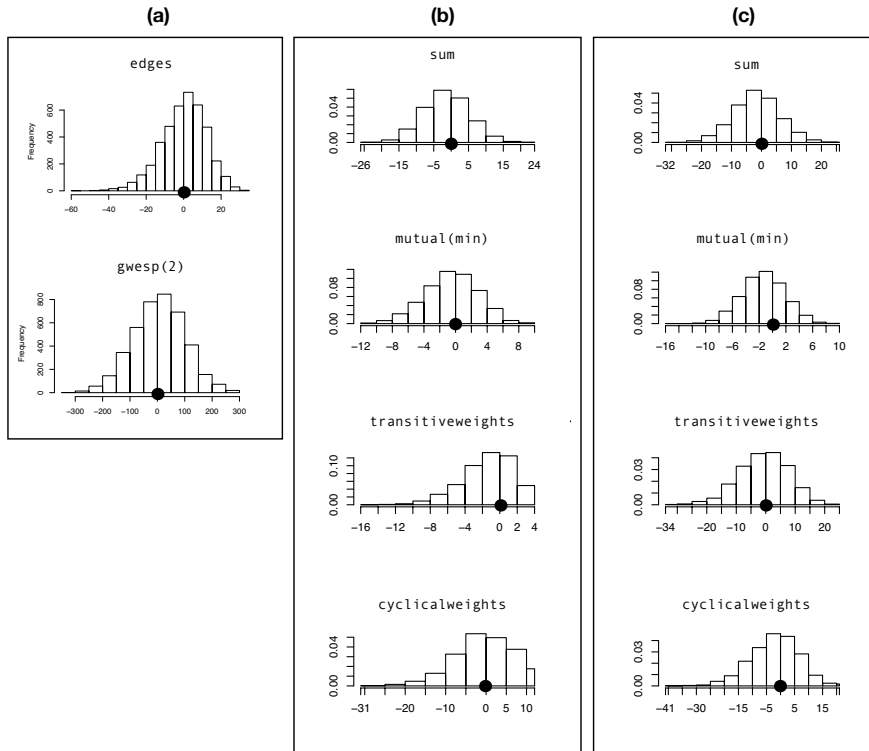 (a)
(b)
(c)
edges
Frequency
0 200 400 600
−60 −40 −20 0 20
gwesp(2)
Frequency
0 200 400 600 800
−300 −200 −100 0 100 200 300
sum
0.00 0.04
−26 −15 −5 5 15 24
mutual(min)
0.00 0.08
−12 −8 −4 0 4 8
transitiveweights
0.00 0.10
−16 −12 −8 −4 0 2 4
cyclicalweights
0.00 0.04
−31 −20 −10 0 5 10
sum
0.00 0.04
−32 −20 −10 0 10 20
mutual(min)
0.00 0.08
−16 −10 −6 −2 2 6 10
transitiveweights
0.00 0.03
−34 −20 −10 0 10 20
cyclicalweights
0.00 0.03
−41 −30 −15 −5 5 15